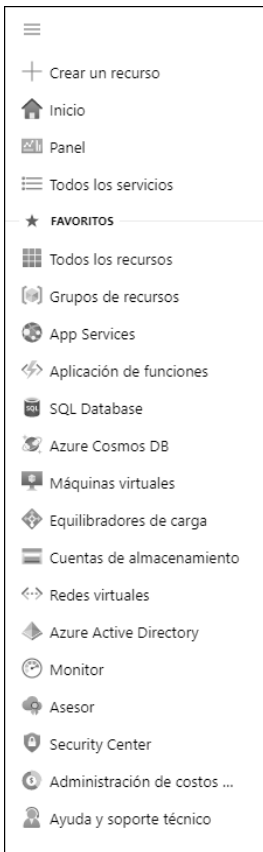 Crear un recurso
Inicio
Panel
Todos los servicios
FAVORITOS
Todos los recursos
Grupos de recursos
App Services
Aplicación de funciones
SQL Database
Azure Cosmos DB
Máquinas virtuales
Equilibradores de carga
Cuentas de almacenamiento
Redes virtuales
Azure Active Directory
Monitor
Asesor
Security Center
Administración de costos ...
Ayuda y soporte técnico